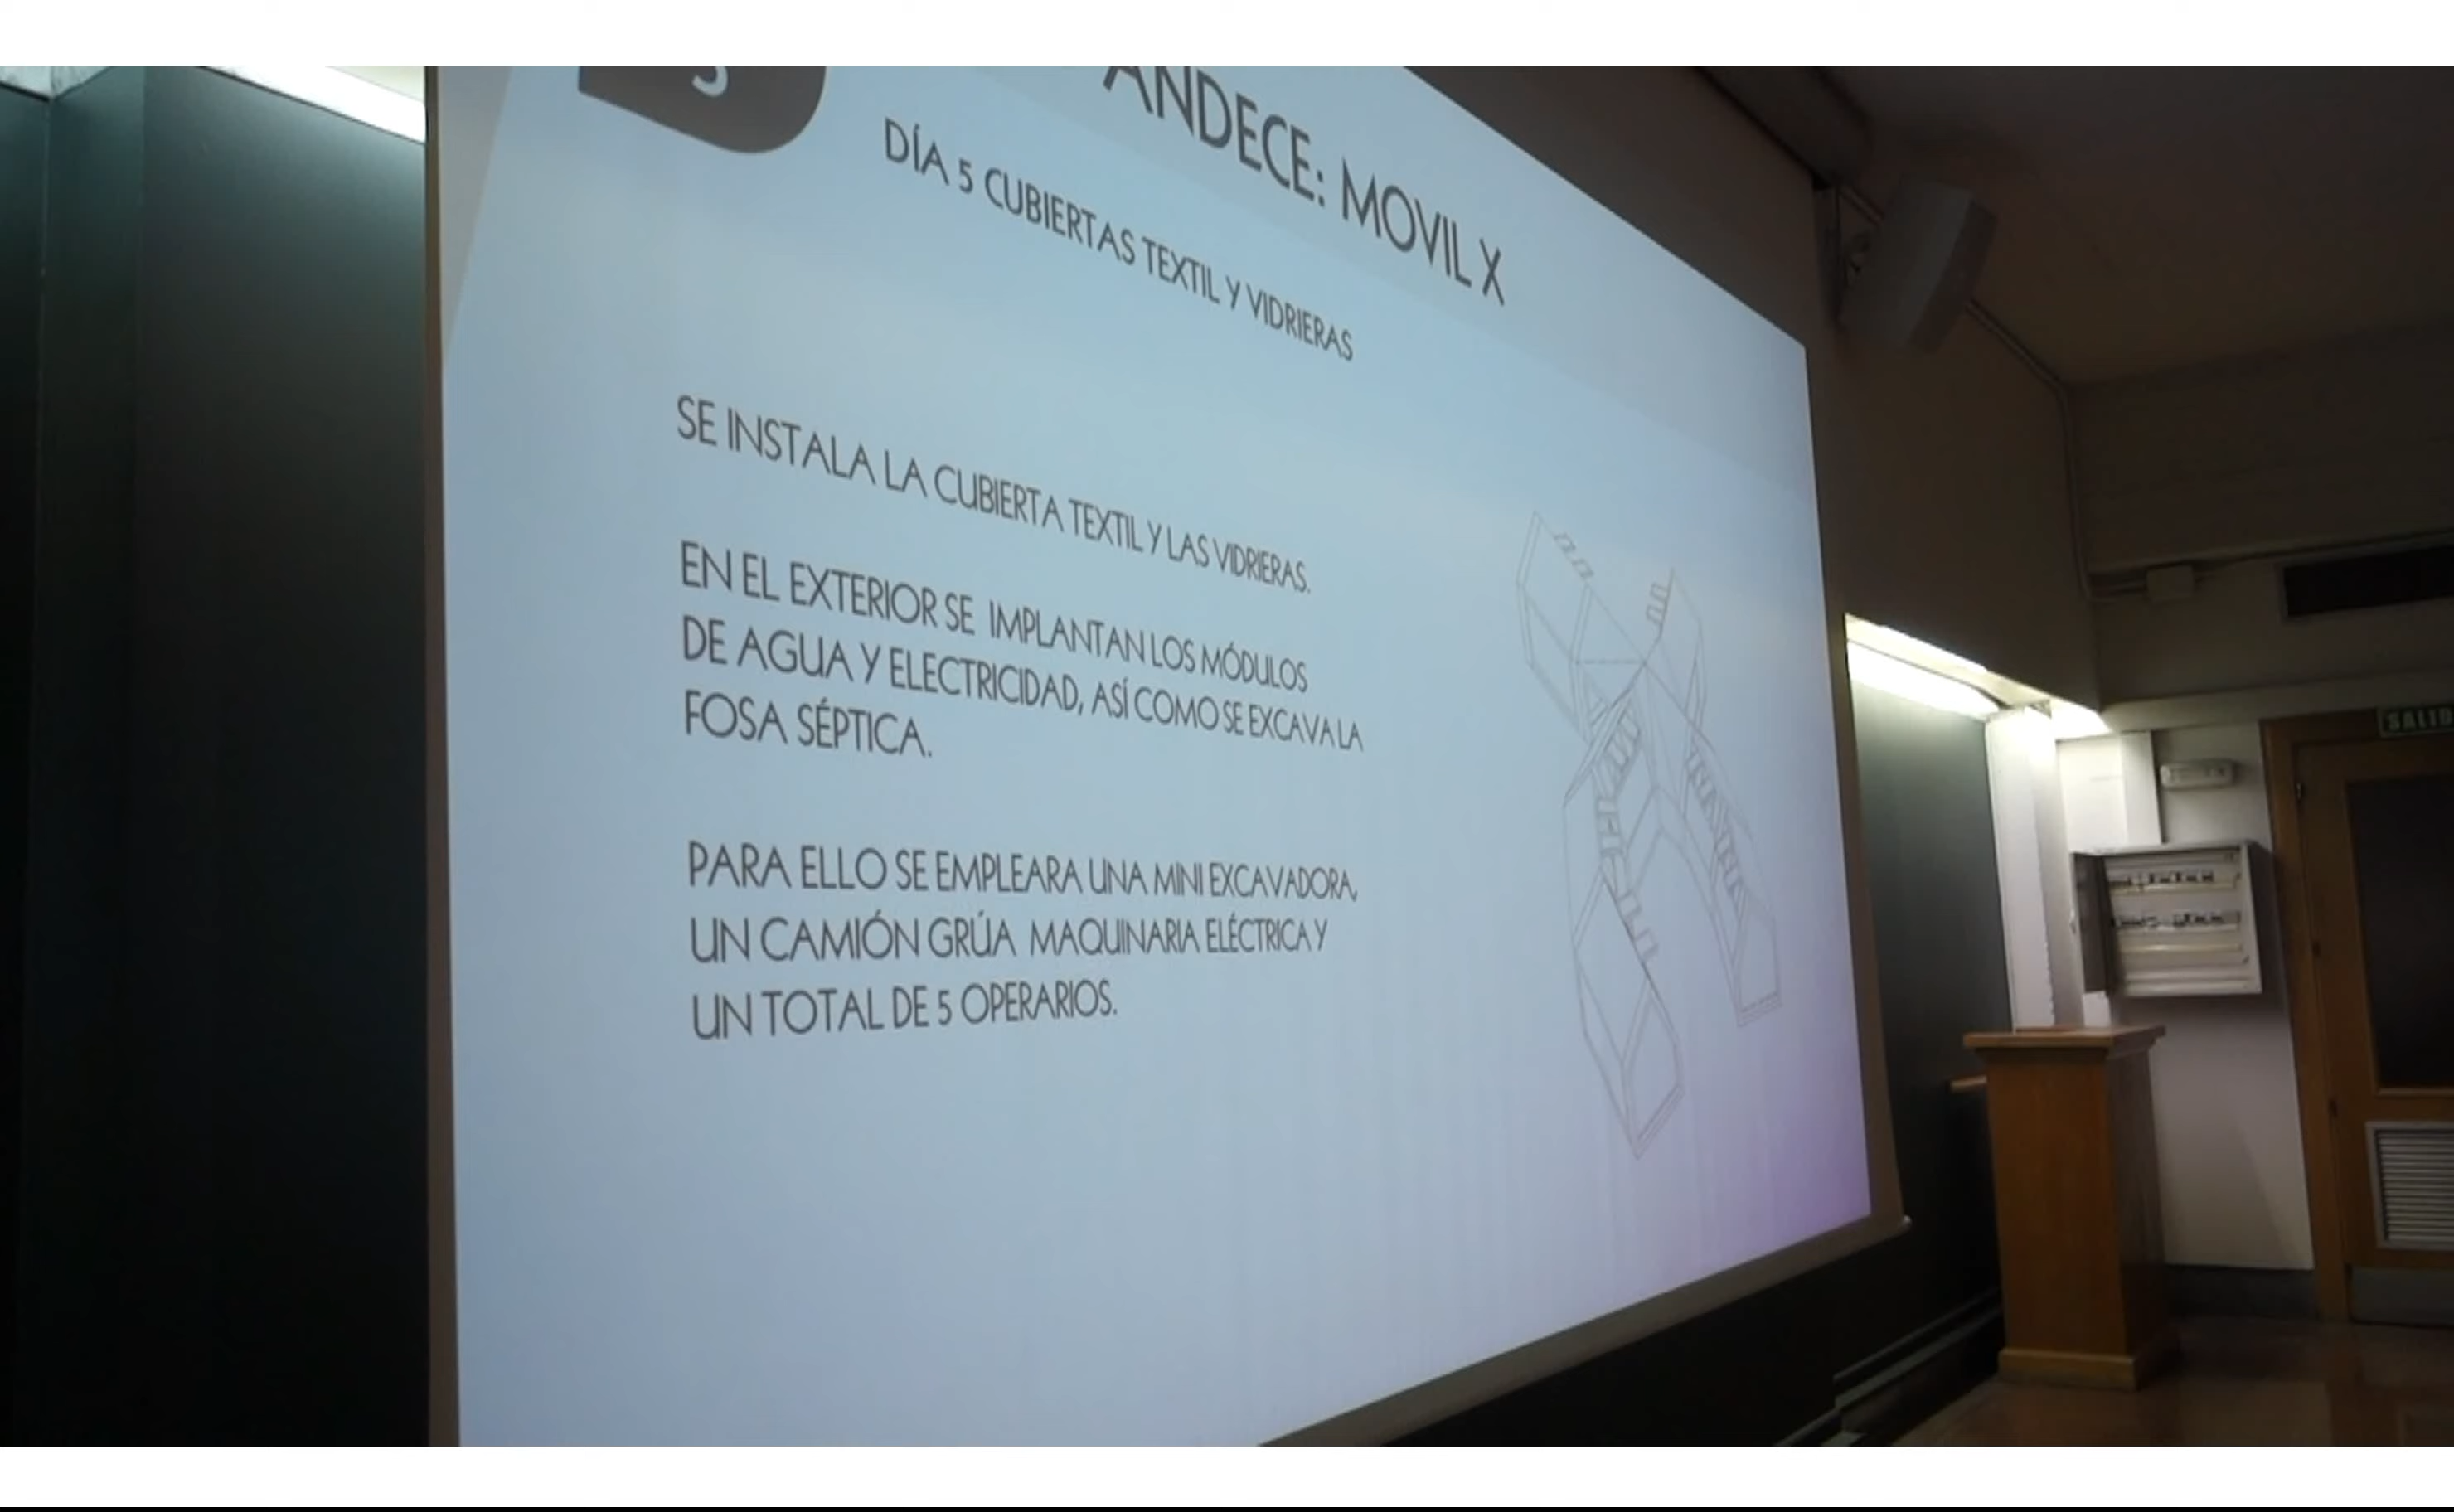 5
ANDECE: MOVIL X
DÍA 5 CUBIERTAS TEXTIL Y VIDRIERAS
SE INSTALA LA CUBIERTA TEXTIL Y LAS VIDRIERAS.
EN EL EXTERIOR SE IMPLANTAN LOS MÓDULOS
DE AGUA Y ELECTRICIDAD, ASÍ COMO SE EXCAVA LA
FOSA SÉPTICA.
PARA ELLO SE EMPLEARA UNA MINI EXCAVADORA,
UN CAMIÓN GRÚA MAQUINARIA ELÉCTRICA Y
UN TOTAL DE 5 OPERARIOS.
SALID